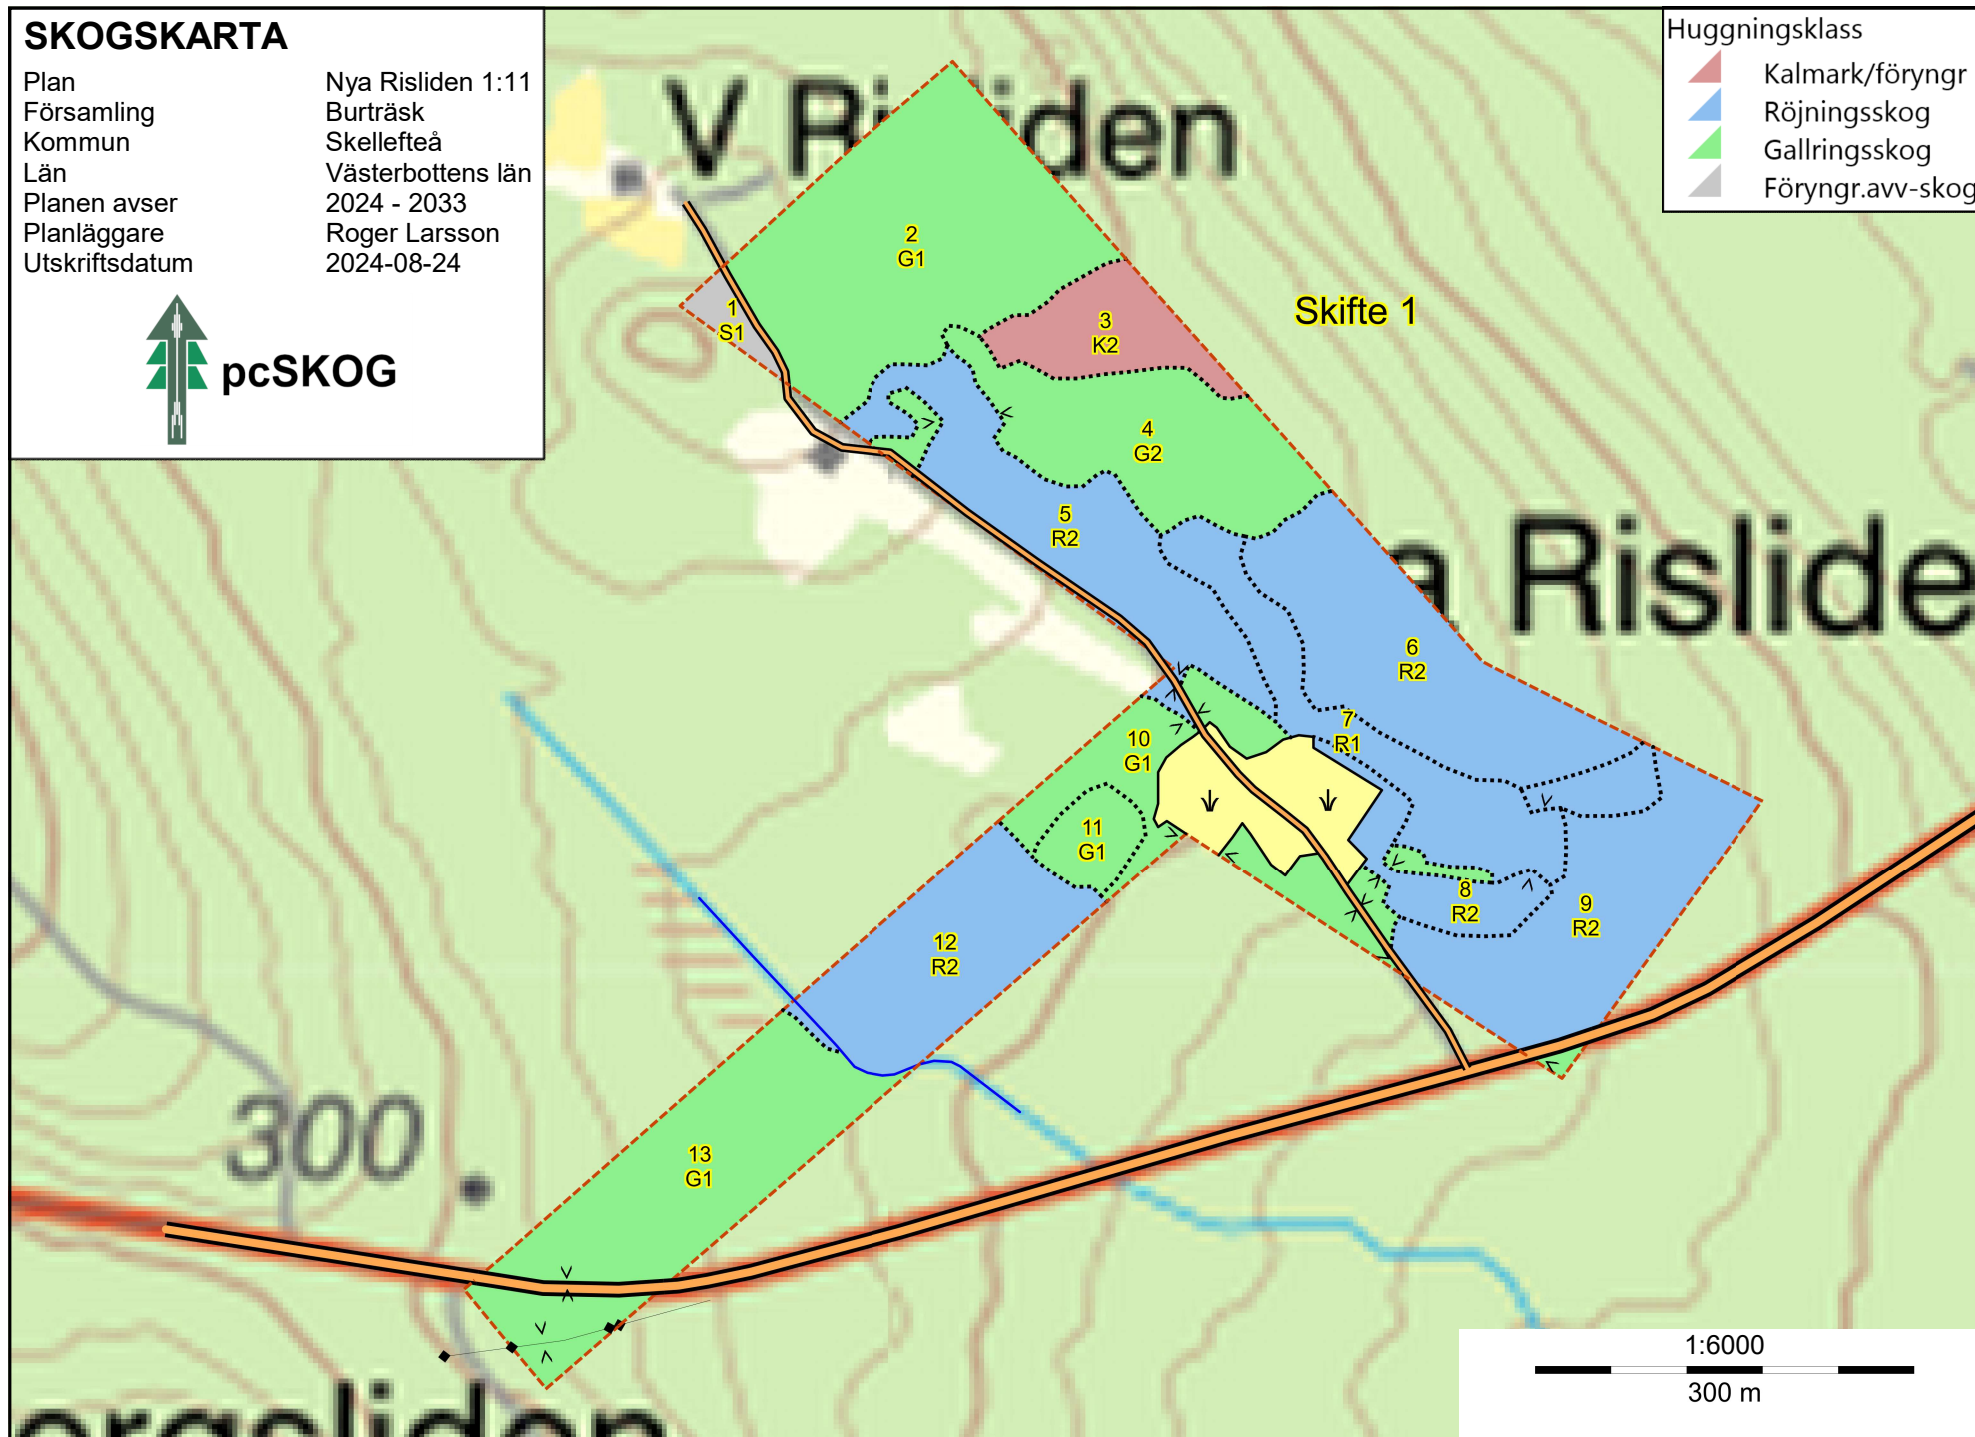 SKOGSKARTA
Plan Nya Risliden 1:11
Församling Burträsk
Kommun Skellefteå
Län Västerbottens län
Planen avser 2024 - 2033
Planläggare Roger Larsson
Utskriftsdatum 2024-08-24
pcSKOG
Huggningsklass
Kalmark/föryngr
Röjningsskog
Gallringsskog
Föryngr.avv-skog
V Risliden
2
G1
1
S1
3
K2
Skifte 1
4
G2
5
R2
a Rislide
6
R2
7
R1
10
G1
11
G1
8
R2
9
R2
12
R2
13
G1
300
ergsliden
1:6000
300 m